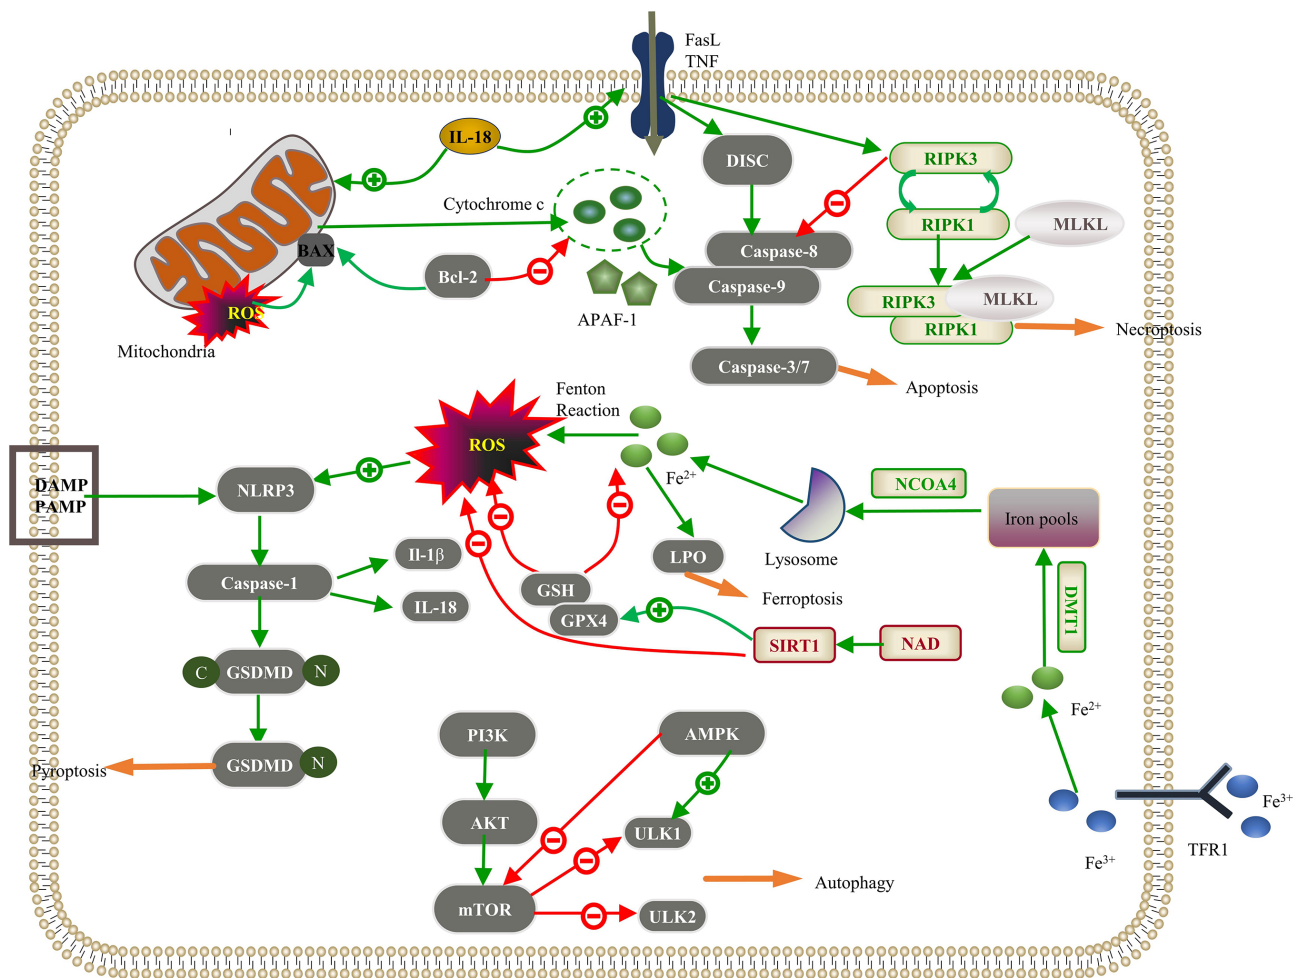 FasL
TNF
IL-18
DISC
RIPK3
Cytochrome c
RIPK1
MLKL
BAX
Bcl-2
Caspase-8
Caspase-9
ROS
APAF-1
RIPK3
MLKL
RIPK1
Necroptosis
Mitochondria
Caspase-3/7
Apoptosis
Fenton
Reaction
ROS
Fe2+
DAMP
PAMP
NLRP3
NCOA4
Iron pools
Lysosome
Il-1β
LPO
Caspase-1
GSH
Ferroptosis
IL-18
GPX4
DMT1
SIRT1
NAD
C
GSDMD
N
Fe2+
PI3K
AMPK
Pyroptosis
GSDMD
N
Fe3+
AKT
ULK1
Fe3+
TFR1
Autophagy
mTOR
ULK2